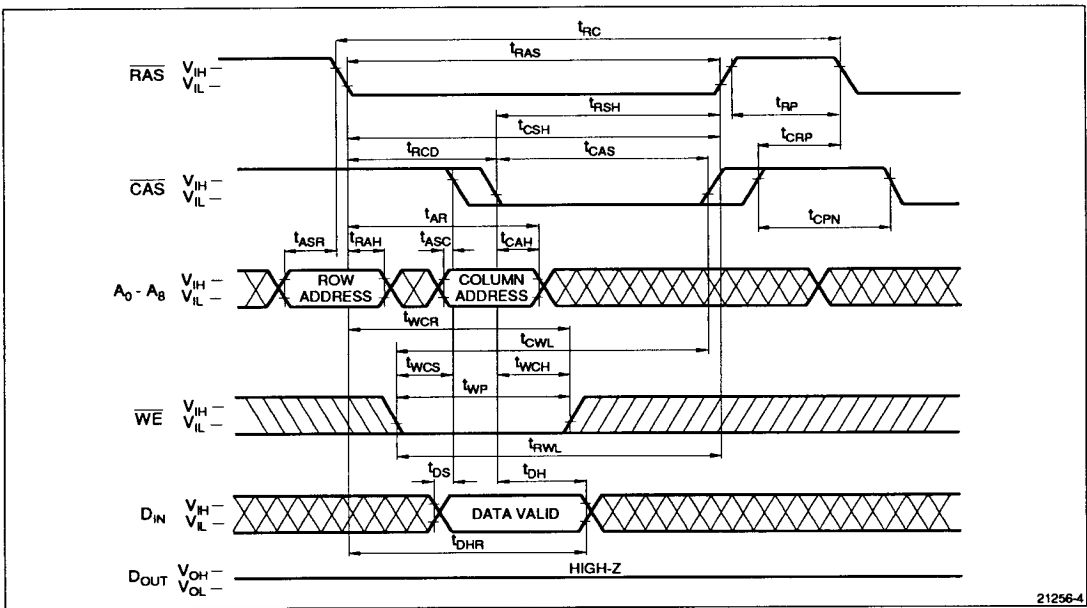 tRC
tRAS
RAS VIH
VIL
tRSH
tRP
tCSH
tCRP
tRCD
tCAS
CAS VIH
VIL
tAR
tCPN
tASR
tRAH
tASC
tCAH
A0 - A8 VIH
VIL
ROW
ADDRESS
COLUMN
ADDRESS
tWCR
tCWL
tWCS
tWCH
tWP
WE VIH
VIL
tRWL
tDS
tDH
DIN VIH
VIL
DATA VALID
tDHR
DOUT VOH
VOL
HIGH-Z
21256-4